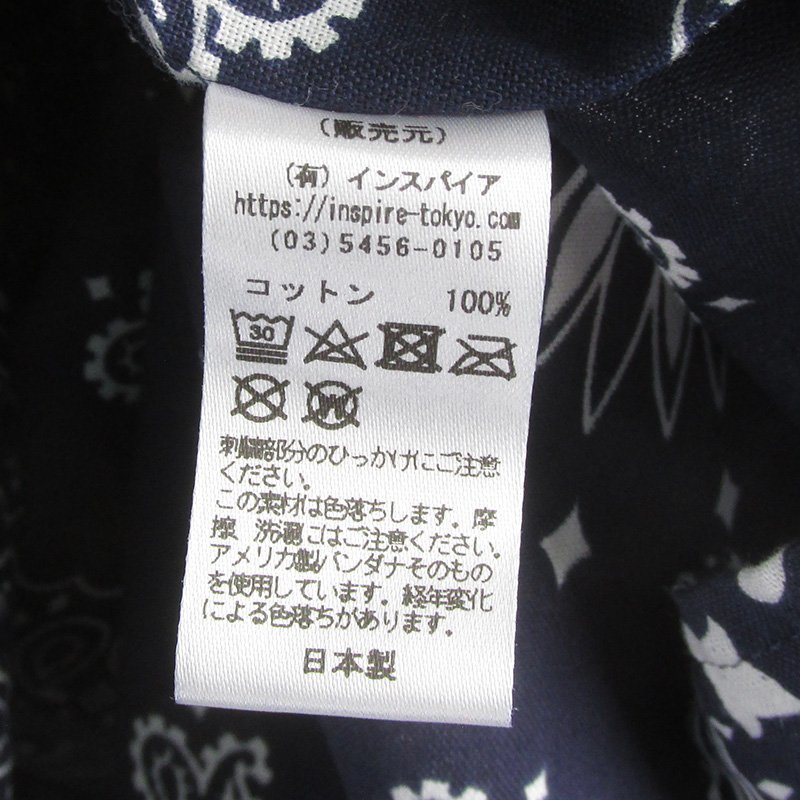 (販売元)
(有) インスパイア
https://inspire-tokyo.com
(03)5456-0105
コットン 100%
30
W
刺繍部分のひっかけにご注意
ください。
この素材は色落ちします。摩
擦 洗濯にはご注意ください。
アメリカ製バンダナそのもの
を使用しています。経年変化
による色落ちがあります。
日本製